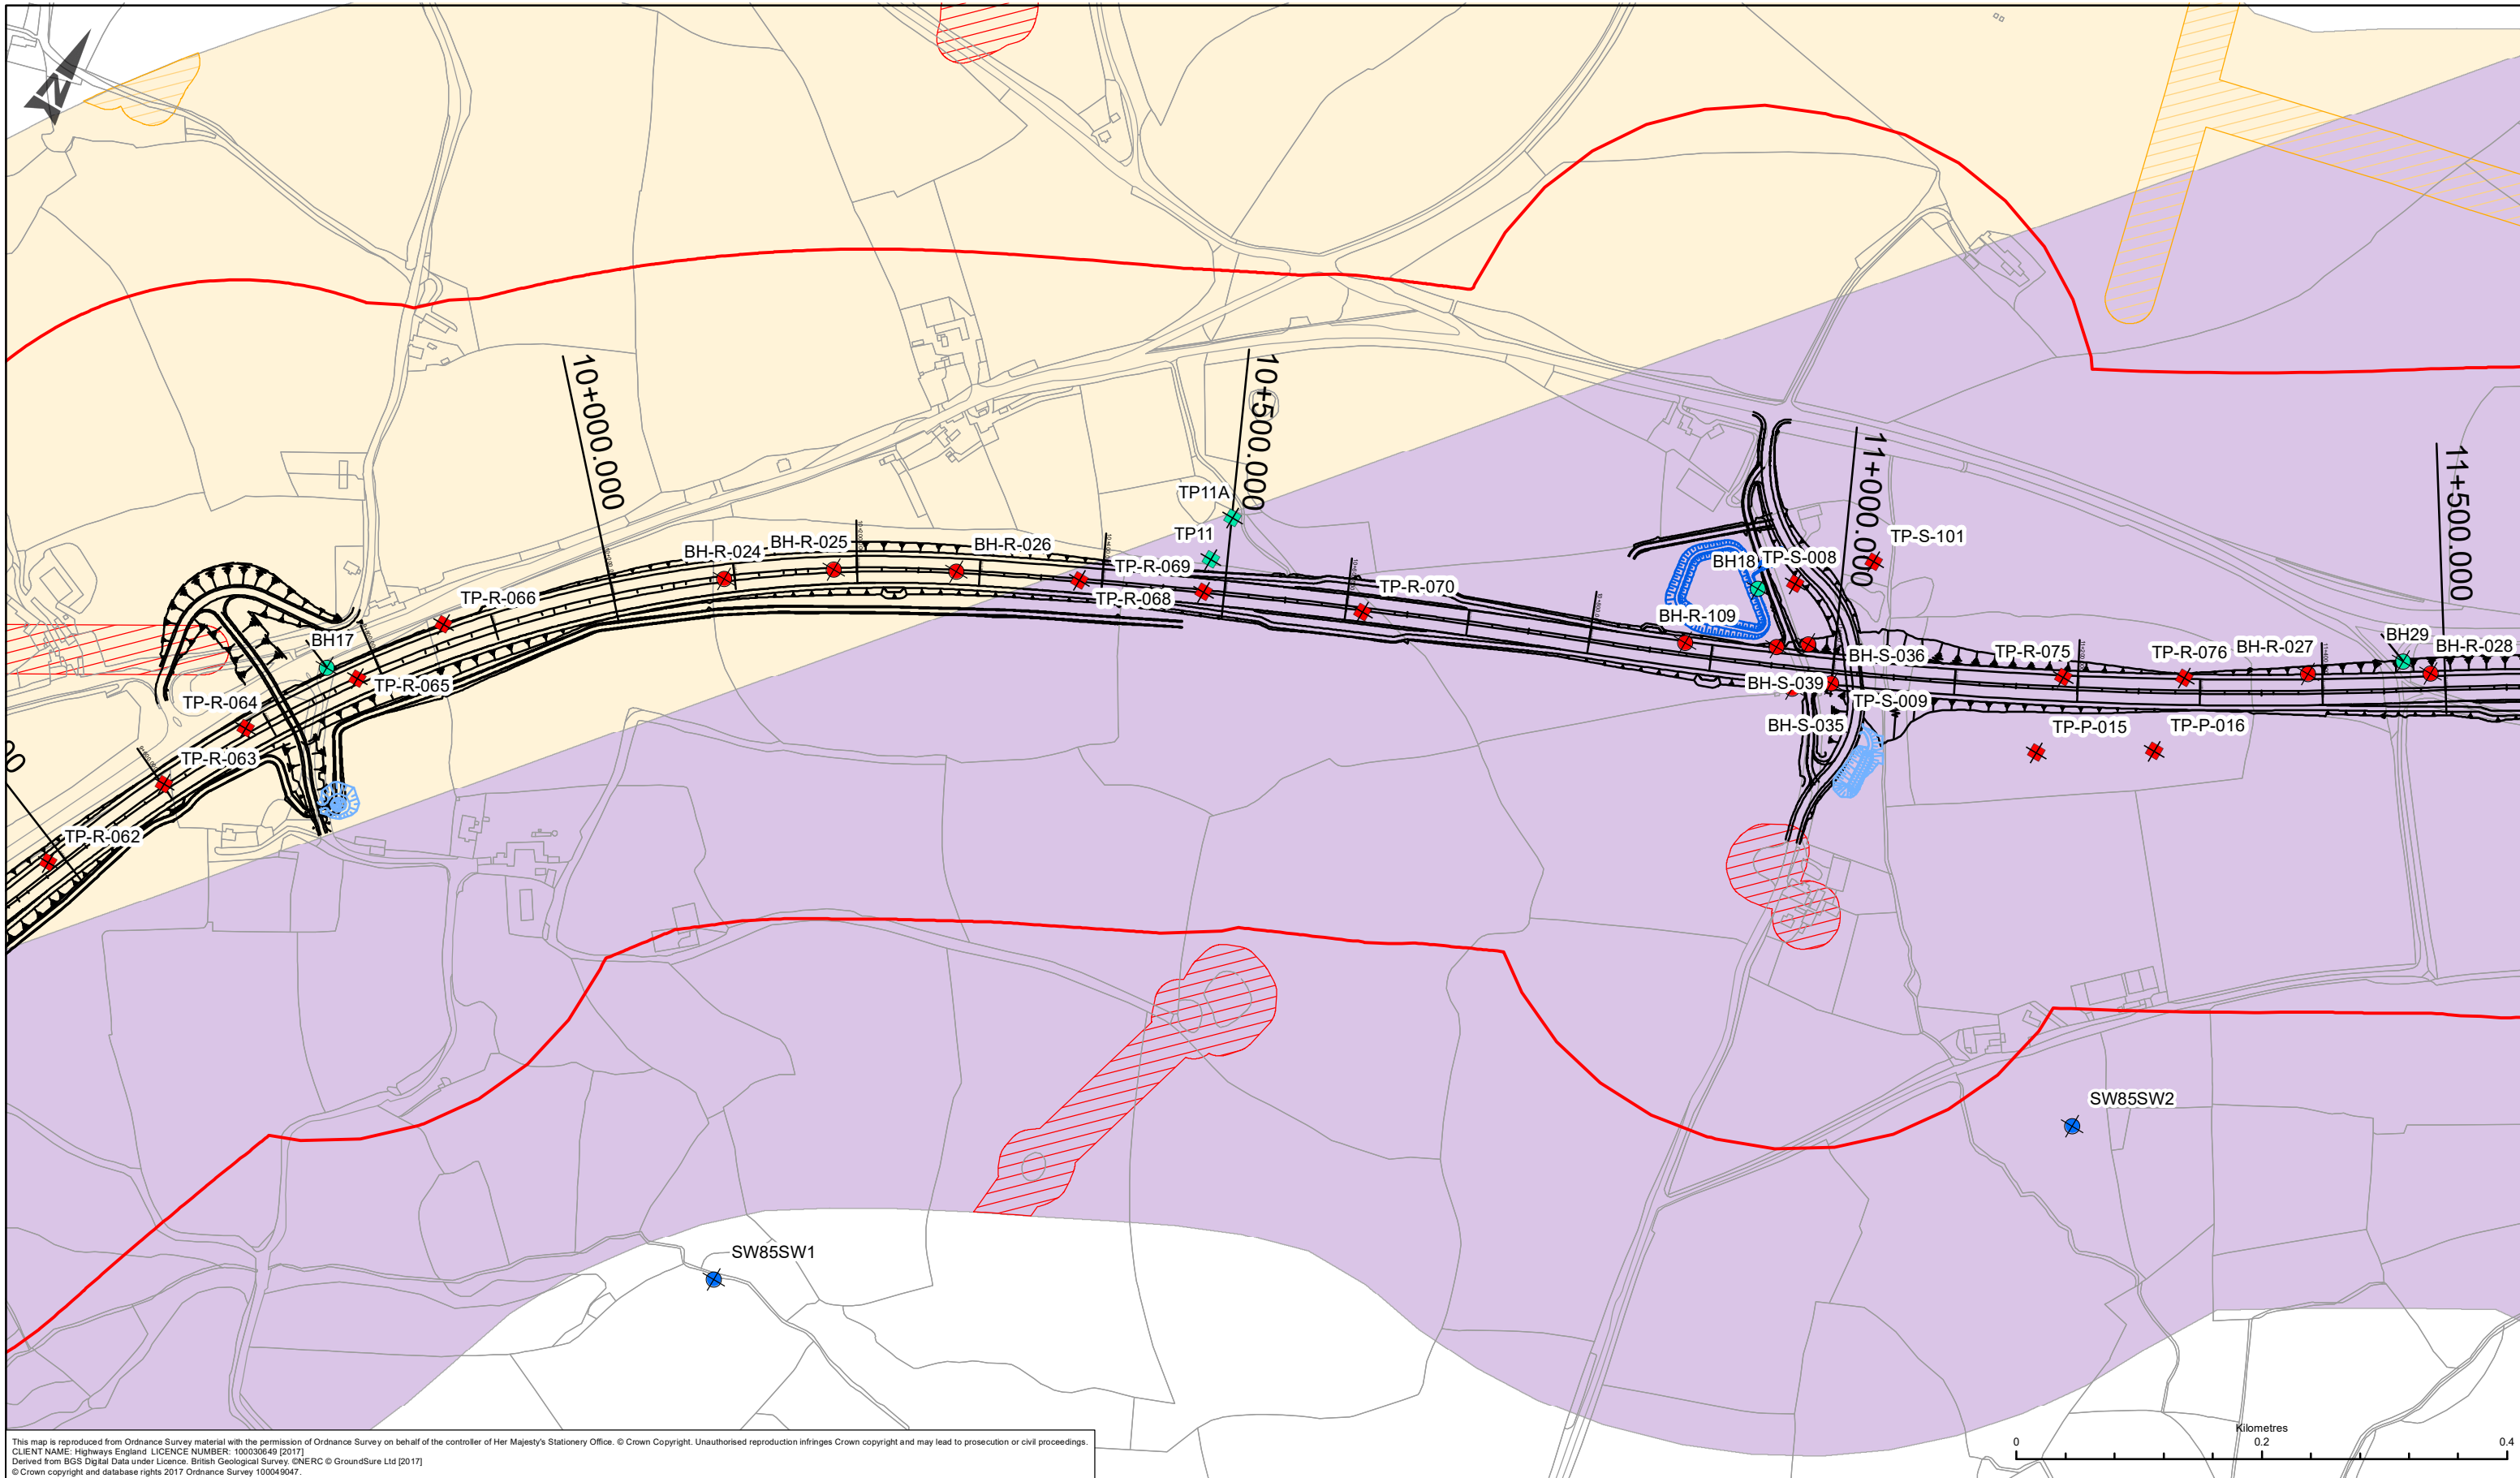 N
10+000.000
10+500.000
11+000.000
11+500.000
TP11A
TP11
BH-R-024
BH-R-025
BH-R-026
TP-R-069
TP-R-068
TP-R-070
TP-R-066
BH17
TP-R-065
TP-R-064
TP-R-063
TP-R-062
BH18
TP-S-008
TP-S-101
BH-R-109
BH-S-036
BH-S-039
TP-S-009
BH-S-035
TP-R-075
TP-R-076
BH-R-027
BH29
BH-R-028
TP-P-015
TP-P-016
SW85SW2
SW85SW1
Kilometres
0 0.2 0.4
This map is reproduced from Ordnance Survey material with the permission of Ordnance Survey on behalf of the controller of Her Majesty's Stationery Office. © Crown Copyright. Unauthorised reproduction infringes Crown copyright and may lead to prosecution or civil proceedings.
CLIENT NAME: Highways England LICENCE NUMBER: 100030649 [2017]
Derived from BGS Digital Data under Licence. British Geological Survey. ©NERC © GroundSure Ltd [2017]
© Crown copyright and database rights 2017 Ordnance Survey 100049047.